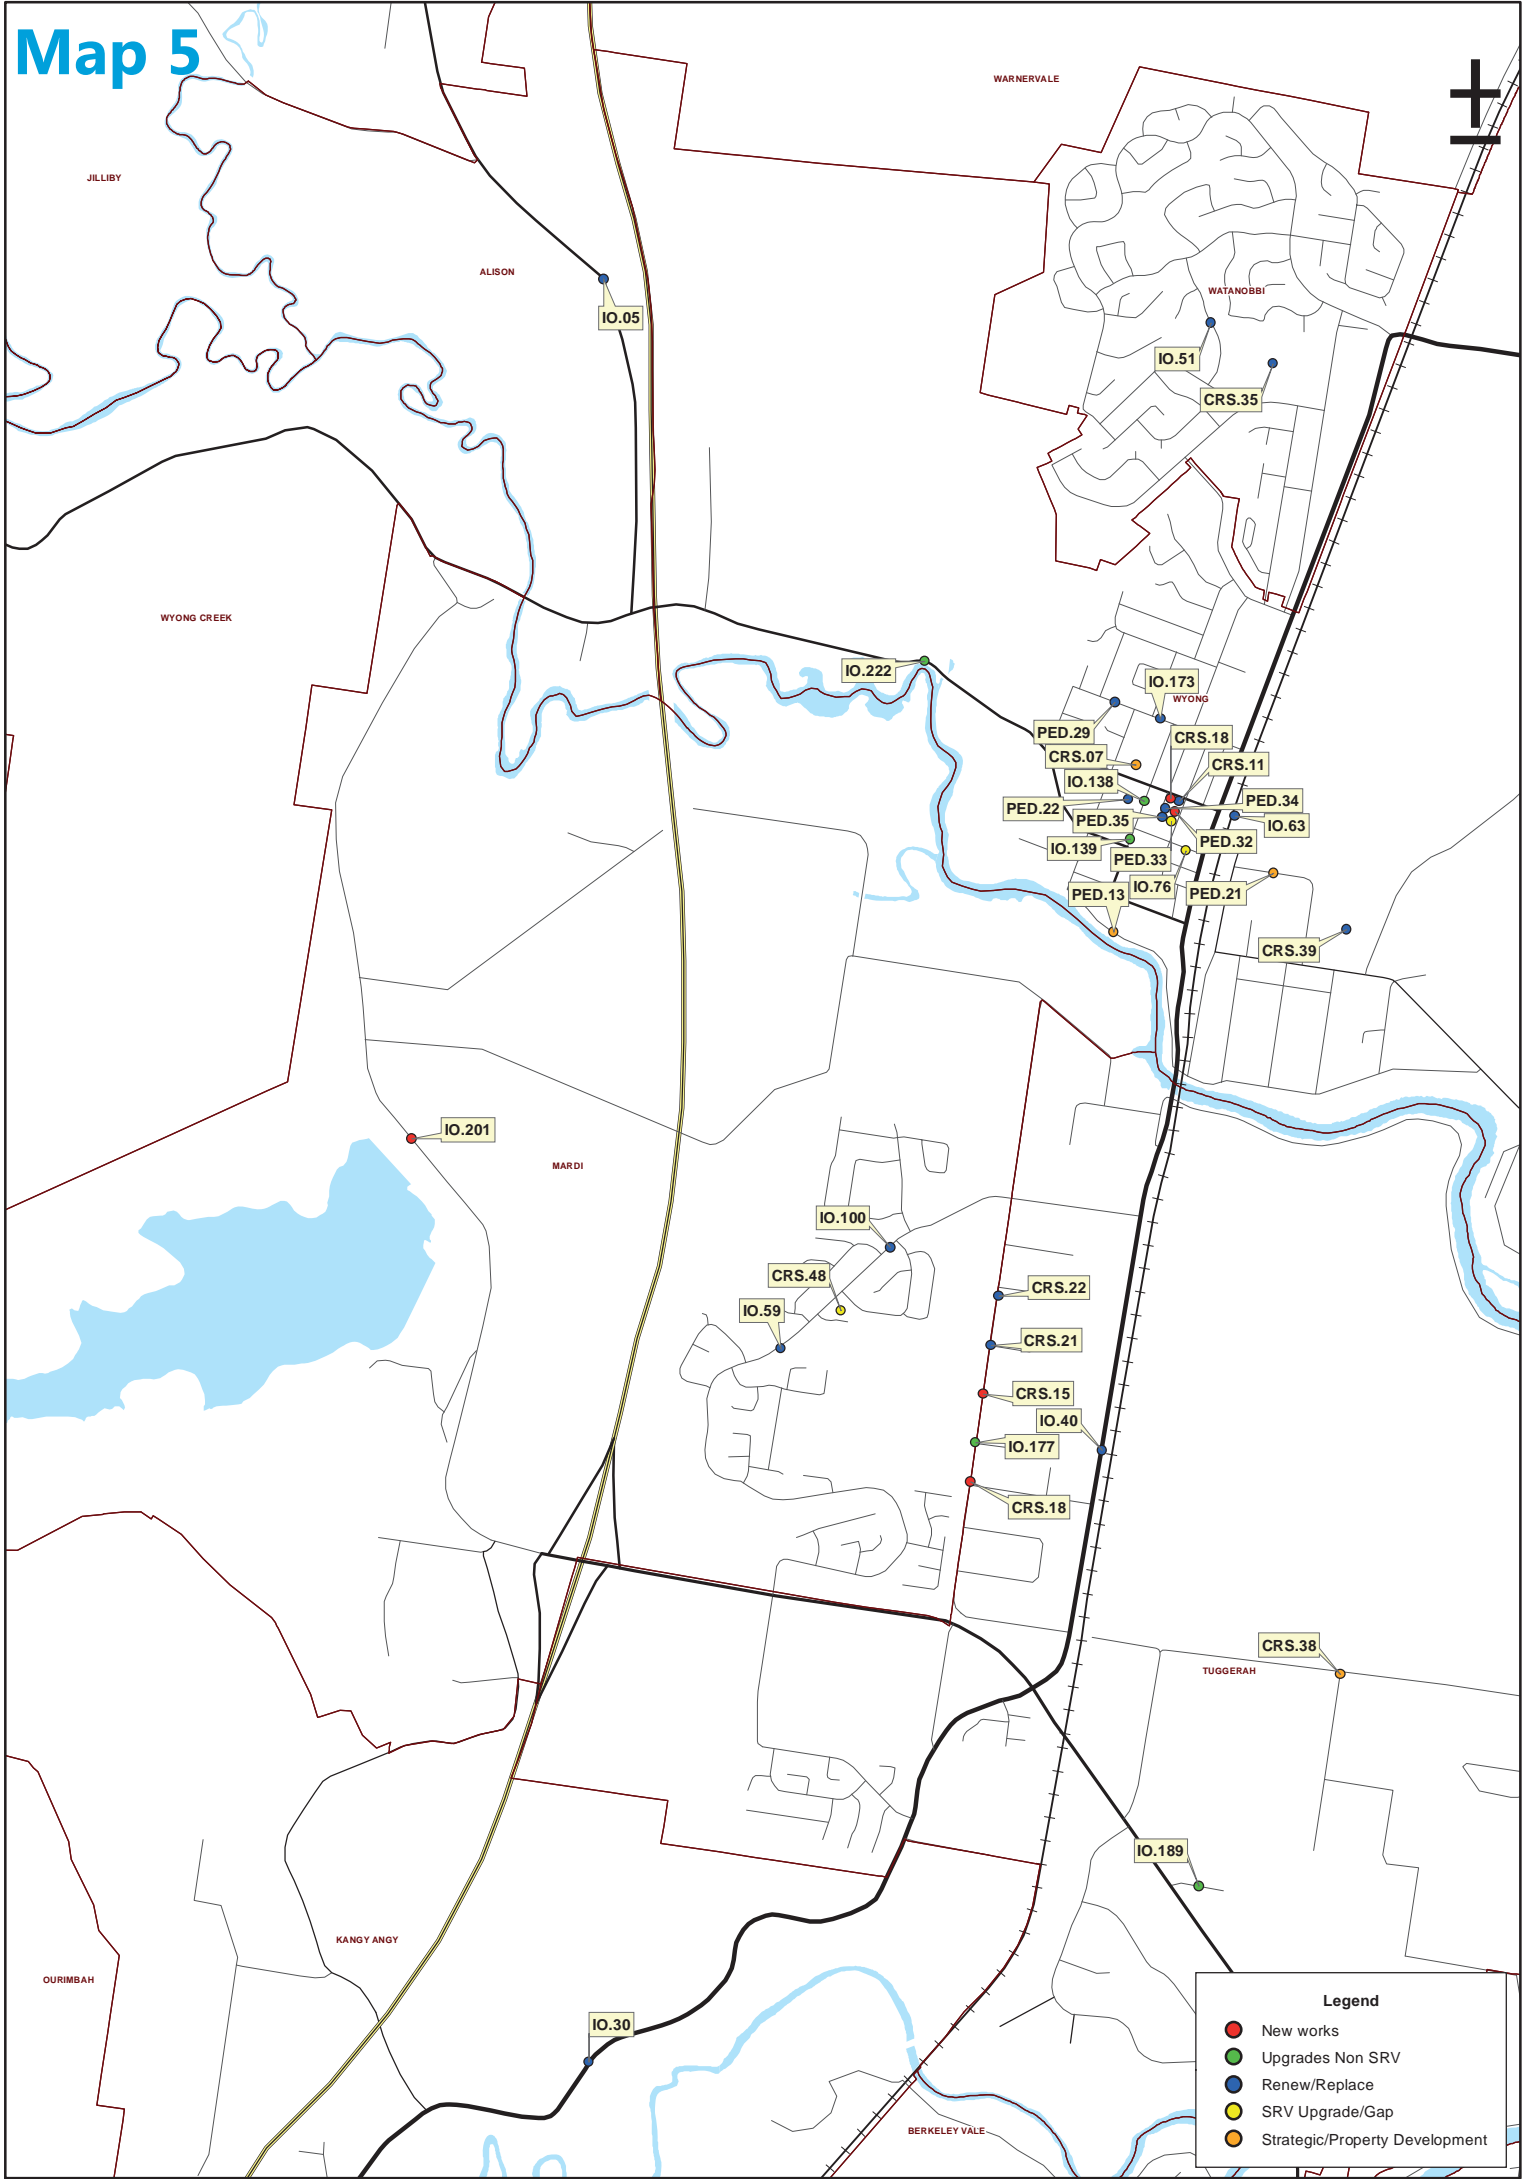 Map 5
WARNERVALE
JILLIBY
ALISON
WATANOBBI
IO.05
IO.51
CRS.35
WYONG CREEK
IO.222
IO.173
WYONG
PED.29
CRS.18
CRS.07
CRS.11
IO.138
PED.22
PED.34
PED.35
IO.63
IO.139
PED.32
PED.33
IO.76
PED.13
PED.21
CRS.39
IO.201
MARDI
IO.100
CRS.48
CRS.22
IO.59
CRS.21
CRS.15
IO.40
IO.177
CRS.18
CRS.38
TUGGERAH
IO.189
KANGY ANGY
OURIMBAH
IO.30
BERKELEY VALE
Legend
New works
Upgrades Non SRV
Renew/Replace
SRV Upgrade/Gap
Strategic/Property Development